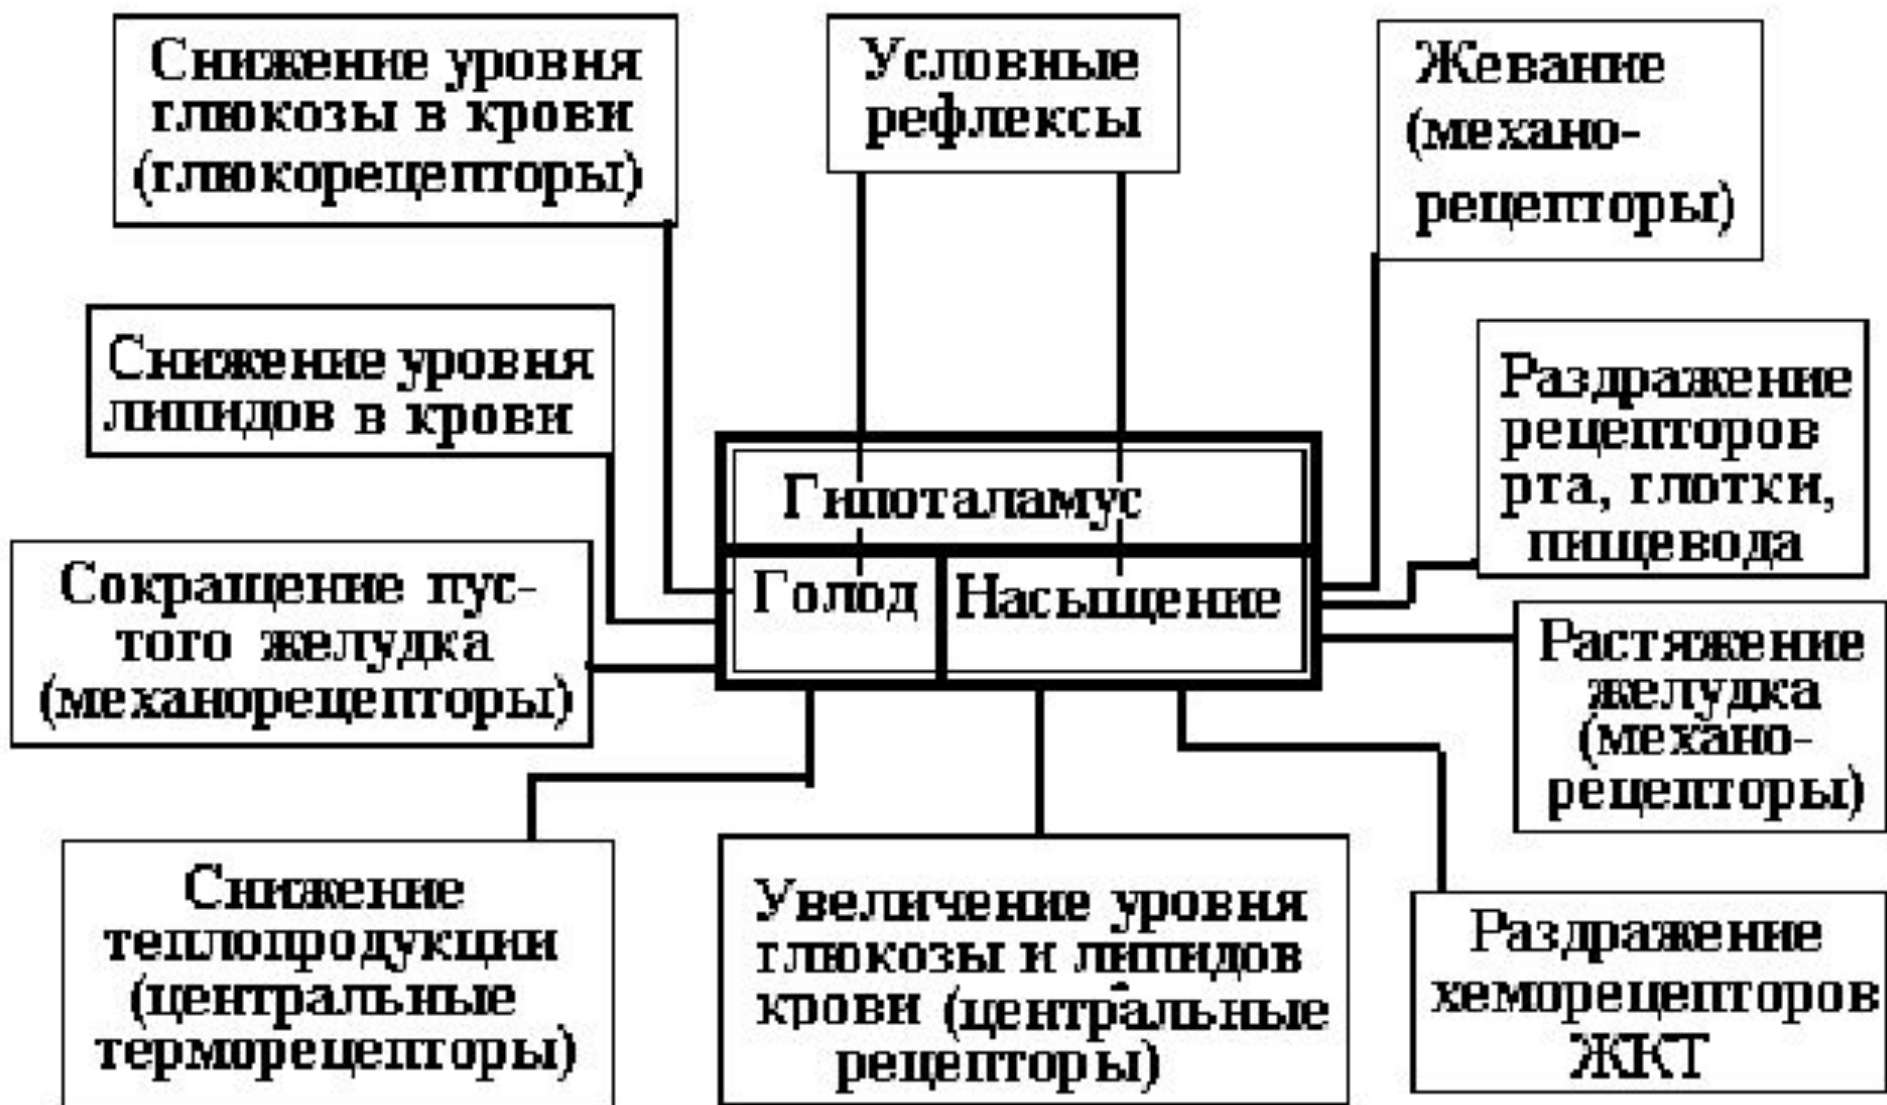 Снижение уровня
глюкозы в крови
(глюкорецепторы)
Условные
рефлексы
Жевание
(механо-
рецепторы)
Снижение уровня
липидов в крови
Раздражение
рецепторов
рта, глотки,
пищевода
Гипоталамус
Голод
Насыщение
Сокращение пус-
того желудка
(механорецепторы)
Растяжение
желудка
(механо-
рецепторы)
Снижение
теплопродукции
(центральные
терморецепторы)
Увеличение уровня
глюкозы и липидов
крови (центральные
рецепторы)
Раздражение
хеморецепторов
ЖКТ